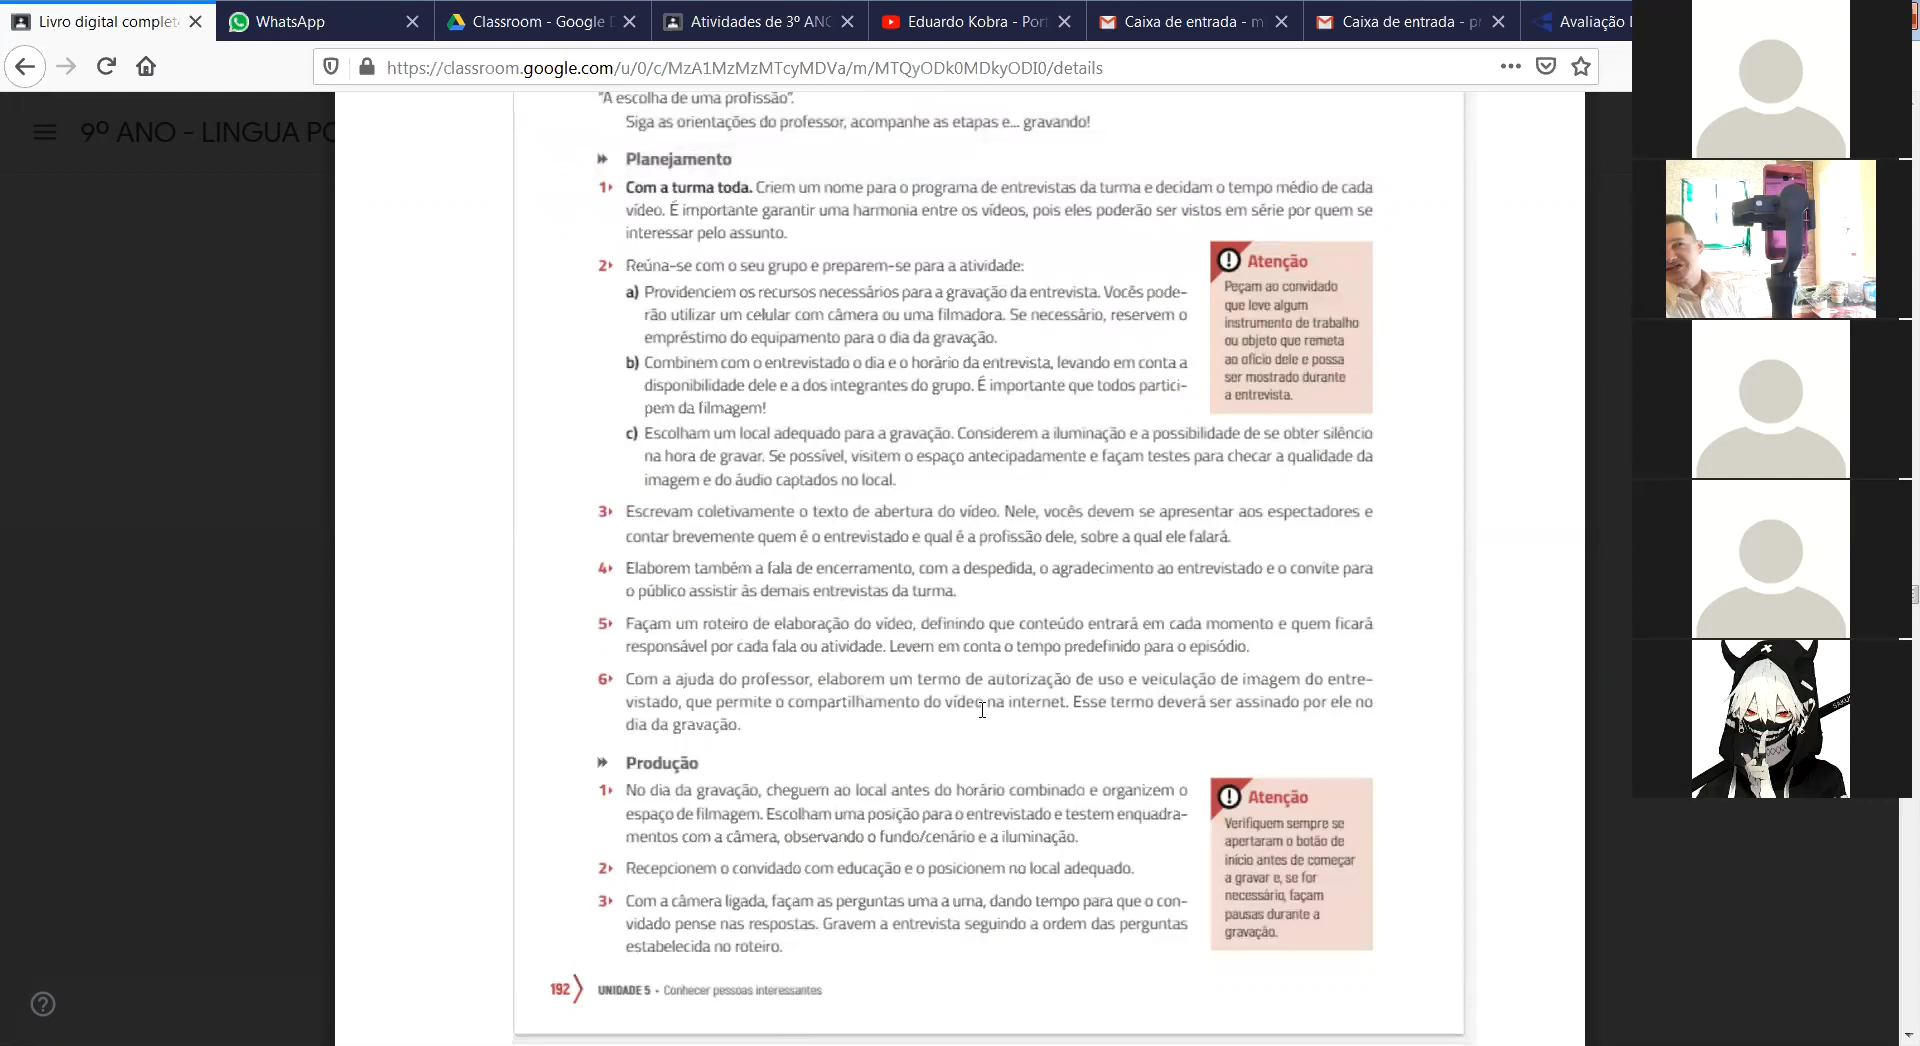 Livro digital complet
WhatsApp
Classroom - Google D
Atividades de 3º ANO
Eduardo Kobra - Port
Caixa de entrada - m
Caixa de entrada - pr
Avaliação
https://classroom.google.com/u/0/c/MzA1MzMzMTcyMDVa/m/MTQyODk0MDkyODI0/details
9º ANO - LINGUA PO
"A escolha de uma profissão".
Siga as orientações do professor, acompanhe as etapas e... gravando!
Planejamento
1 Com a turma toda. Criem um nome para o programa de entrevistas da turma e decidam o tempo médio de cada
vídeo. É importante garantir uma harmonia entre os vídeos, pois eles poderão ser vistos em série por quem se
interessar pelo assunto.
2 Reúna-se com o seu grupo e preparem-se para a atividade:
a) Providenciem os recursos necessários para a gravação da entrevista. Vocês pode-
rão utilizar um celular com câmera ou uma filmadora. Se necessário, reservem o
empréstimo do equipamento para o dia da gravação.
b) Combinem com o entrevistado o dia e o horário da entrevista, levando em conta a
disponibilidade dele e a dos integrantes do grupo. É importante que todos partici-
pem da filmagem!
Atenção
Peçam ao convidado
que leve algum
instrumento de trabalho
ou objeto que remeta
ao ofício dele e possa
ser mostrado durante
a entrevista.
c) Escolham um local adequado para a gravação. Considerem a iluminação e a possibilidade de se obter silêncio
na hora de gravar. Se possível, visitem o espaço antecipadamente e façam testes para checar a qualidade da
imagem e do áudio captados no local.
3 Escrevam coletivamente o texto de abertura do vídeo. Nele, vocês devem se apresentar aos espectadores e
contar brevemente quem é o entrevistado e qual é a profissão dele, sobre a qual ele falará.
4 Elaborem também a fala de encerramento, com a despedida, o agradecimento ao entrevistado e o convite para
o público assistir às demais entrevistas da turma.
5 Façam um roteiro de elaboração do vídeo, definindo que conteúdo entrará em cada momento e quem ficará
responsável por cada fala ou atividade. Levem em conta o tempo predefinido para o episódio.
6 Com a ajuda do professor, elaborem um termo de autorização de uso e veiculação de imagem do entre-
vistado, que permite o compartilhamento do vídeo na internet. Esse termo deverá ser assinado por ele no
dia da gravação.
Produção
1 No dia da gravação, cheguem ao local antes do horário combinado e organizem o
espaço de filmagem. Escolham uma posição para o entrevistado e testem enquadra-
mentos com a câmera, observando o fundo/cenário e a iluminação.
2 Recepcionem o convidado com educação e o posicionem no local adequado.
3 Com a câmera ligada, façam as perguntas uma a uma, dando tempo para que o con-
vidado pense nas respostas. Gravem a entrevista seguindo a ordem das perguntas
estabelecida no roteiro.
Atenção
Verifiquem sempre se
apertaram o botão de
início antes de começar
a gravar e, se for
necessário, façam
pausas durante a
gravação.
192 UNIDADE 5 - Conhecer pessoas interessantes
SAKU